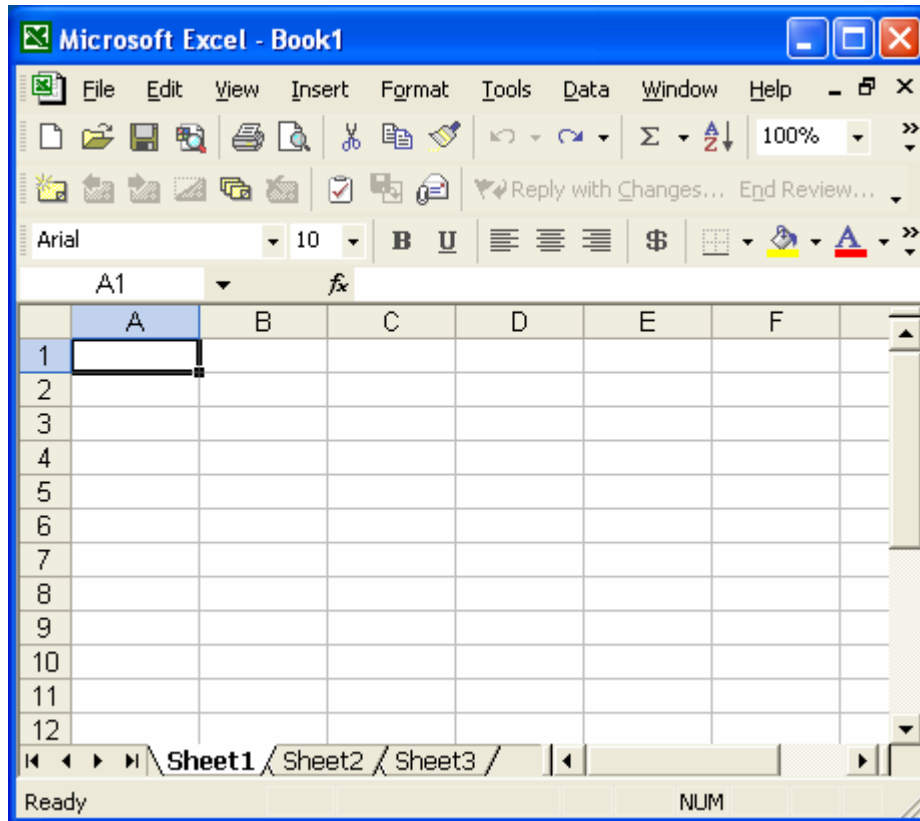 Microsoft Excel - Book1
File Edit View Insert Format Tools Data Window Help
Σ A Z 100%
Reply with Changes... End Review...
Arial 10 B U $ A
A1 fx
A B C D E F
1
2
3
4
5
6
7
8
9
10
11
12
Sheet1 Sheet2 Sheet3
Ready NUM